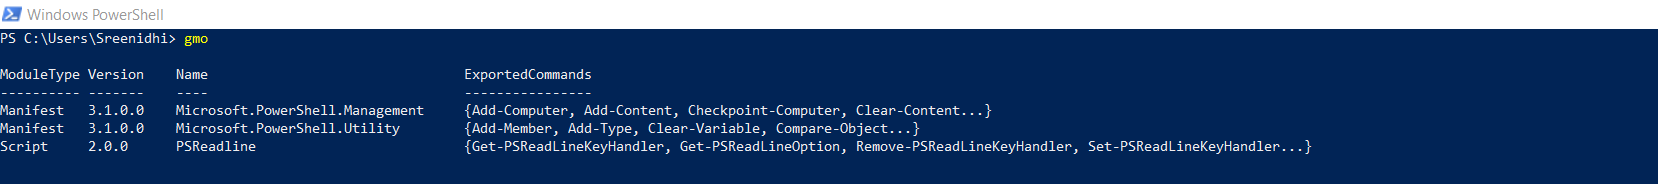 Windows PowerShell
PS C:\Users\Sreenidhi> gmo
ModuleType Version    Name                                ExportedCommands
---------- -------    ----                                ----------------
Manifest   3.1.0.0    Microsoft.PowerShell.Management     {Add-Computer, Add-Content, Checkpoint-Computer, Clear-Content...}
Manifest   3.1.0.0    Microsoft.PowerShell.Utility        {Add-Member, Add-Type, Clear-Variable, Compare-Object...}
Script     2.0.0      PSReadline                          {Get-PSReadLineKeyHandler, Get-PSReadLineOption, Remove-PSReadLineKeyHandler, Set-PSReadLineKeyHandler...}